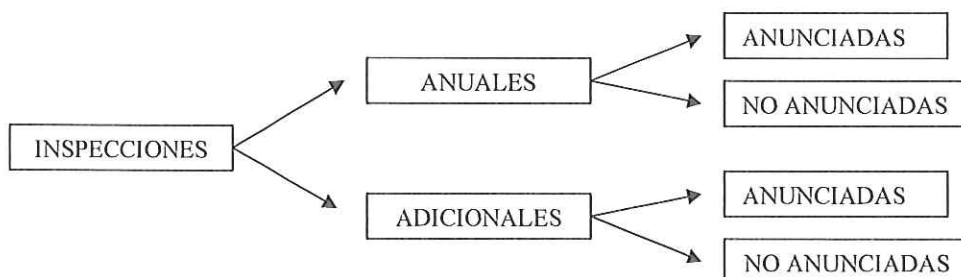 ANUNCIADAS
ANUALES
NO ANUNCIADAS
INSPECCIONES
ANUNCIADAS
ADICIONALES
NO ANUNCIADAS